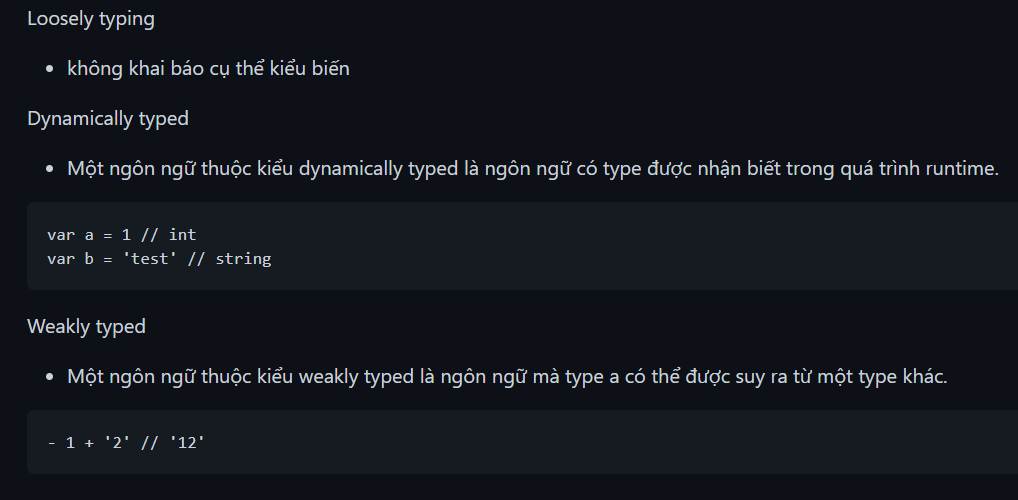 Loosely typing
• không khai báo cụ thể kiểu biến
Dynamically typed
• Một ngôn ngữ thuộc kiểu dynamically typed là ngôn ngữ có type được nhận biết trong quá trình runtime.
var a = 1 // int
var b = 'test' // string
Weakly typed
• Một ngôn ngữ thuộc kiểu weakly typed là ngôn ngữ mà type a có thể được suy ra từ một type khác.
- 1 + '2' // '12'